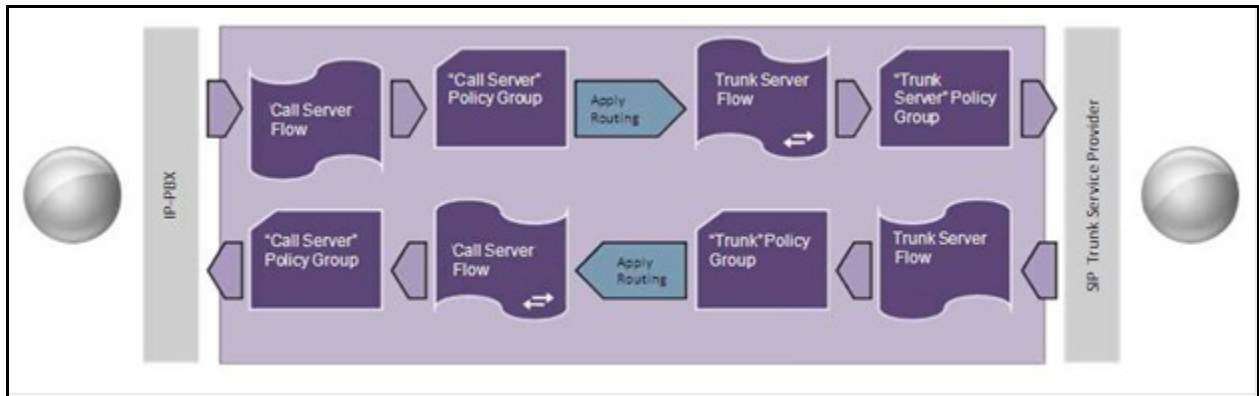 IP-PBX
'Call Server
Flow
"Call Server"
Policy Group
Apply
Routing
Trunk Server
Flow
"Trunk
Server" Policy
Group
SIP Trunk Service Provider
"Call Server"
Policy Group
'Call Server
Flow
Apply
Routing
"Trunk" Policy
Group
Trunk Server
Flow